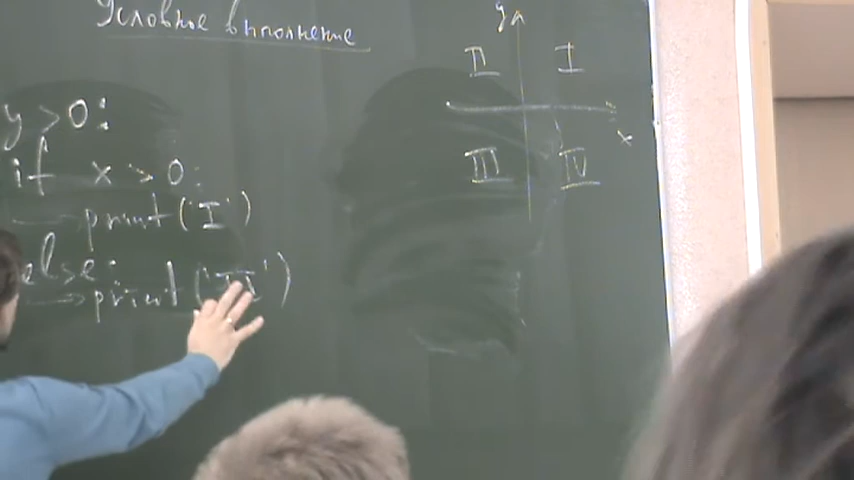 Условное выполнение
y > 0:
if x > 0:
→ print('I')
else:
→ print('II')
y
II I
x
III IV